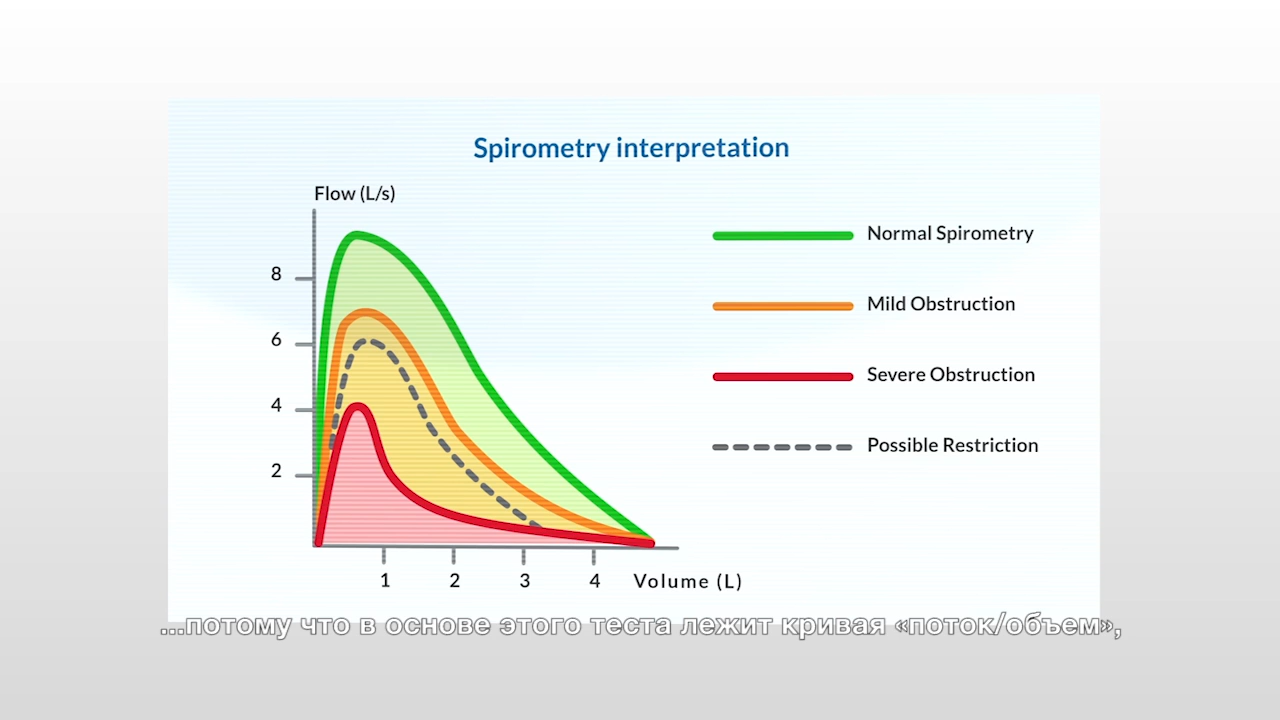 Spirometry interpretation
Flow (L/s)
8
6
4
2
1 2 3 4 Volume (L)
Normal Spirometry
Mild Obstruction
Severe Obstruction
Possible Restriction
...потому что в основе этого теста лежит кривая «поток/объем»,